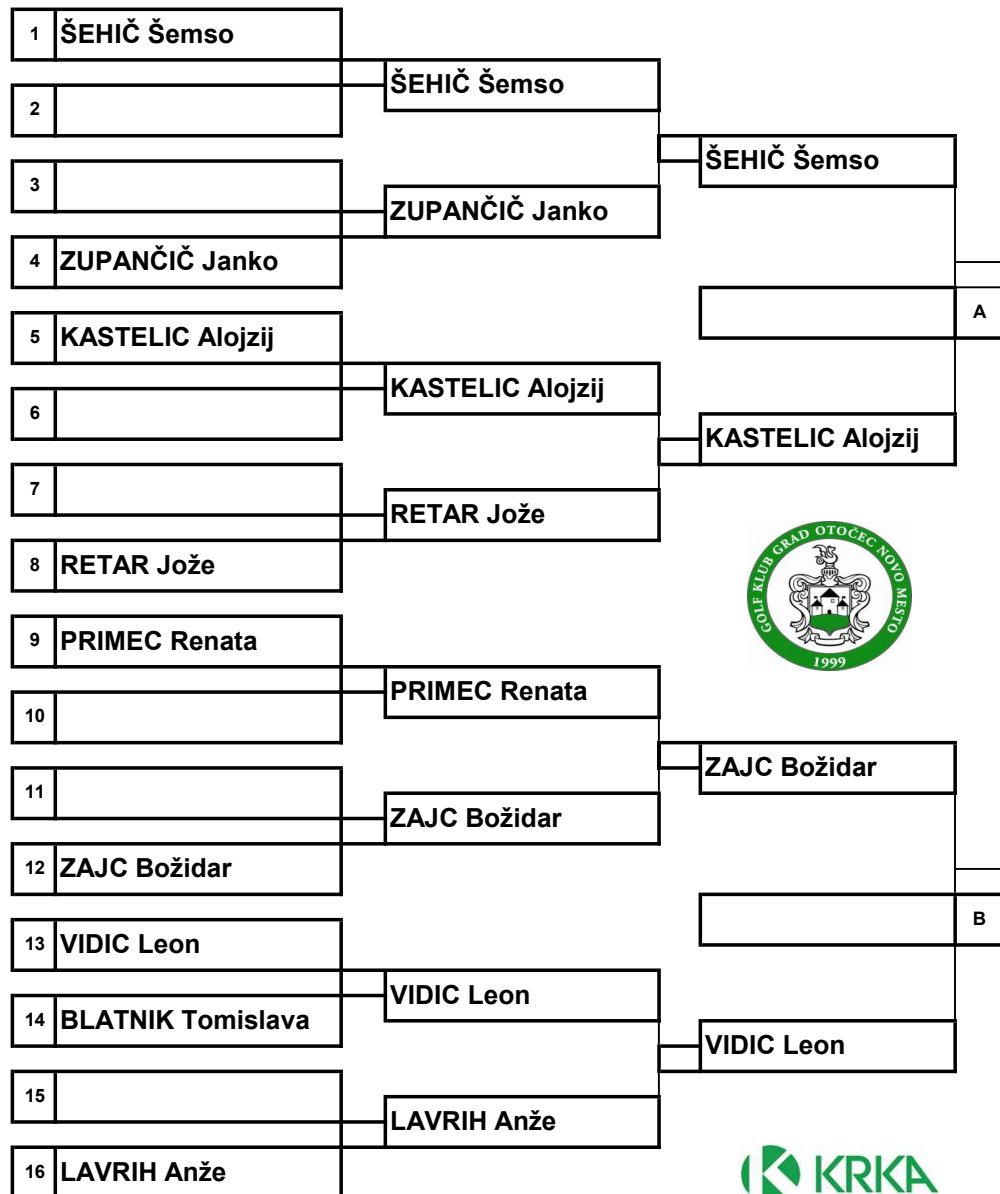 1 ŠEHIČ Šemso
ŠEHIČ Šemso
2
ŠEHIČ Šemso
3
ZUPANČIČ Janko
4 ZUPANČIČ Janko
A
5 KASTELIC Alojzij
KASTELIC Alojzij
6
KASTELIC Alojzij
7
RETAR Jože
8 RETAR Jože
GOLF KLUB GRAD OTOČEC NOVO MESTO
1999
9 PRIMEC Renata
PRIMEC Renata
10
ZAJC Božidar
11
ZAJC Božidar
12 ZAJC Božidar
B
13 VIDIC Leon
VIDIC Leon
14 BLATNIK Tomislava
VIDIC Leon
15
LAVRIH Anže
16 LAVRIH Anže
KRKA